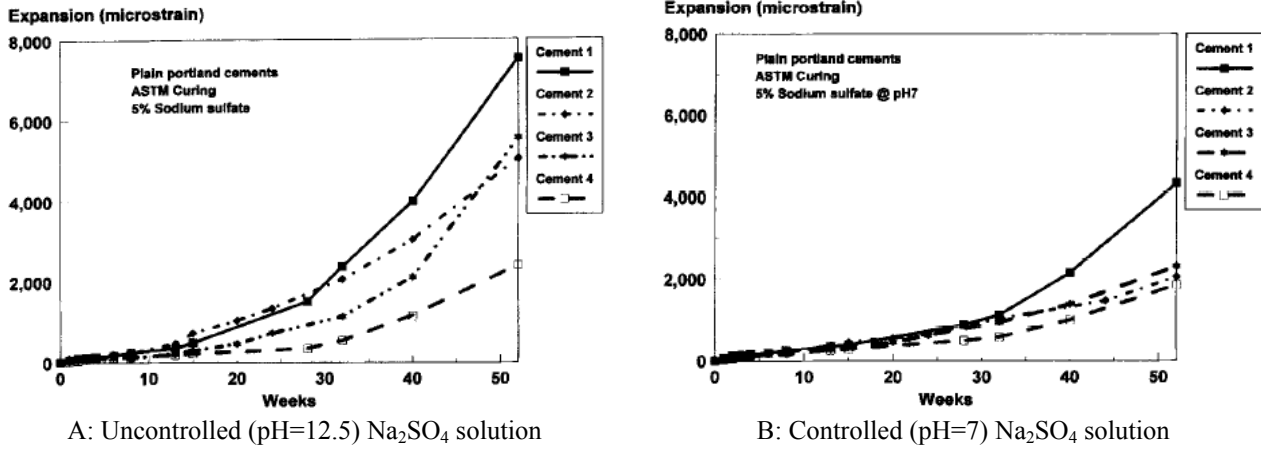 Expansion (microstrain)
8,000
6,000
4,000
2,000
0
Plain portland cements
ASTM Curing
5% Sodium sulfate
Cement 1
Cement 2
Cement 3
Cement 4
0 10 20 30 40 50
Weeks
A: Uncontrolled (pH=12.5) Na₂SO₄ solution
Expansion (microstrain)
8,000
6,000
4,000
2,000
0
Plain portland cements
ASTM Curing
5% Sodium sulfate @ pH7
Cement 1
Cement 2
Cement 3
Cement 4
0 10 20 30 40 50
Weeks
B: Controlled (pH=7) Na₂SO₄ solution